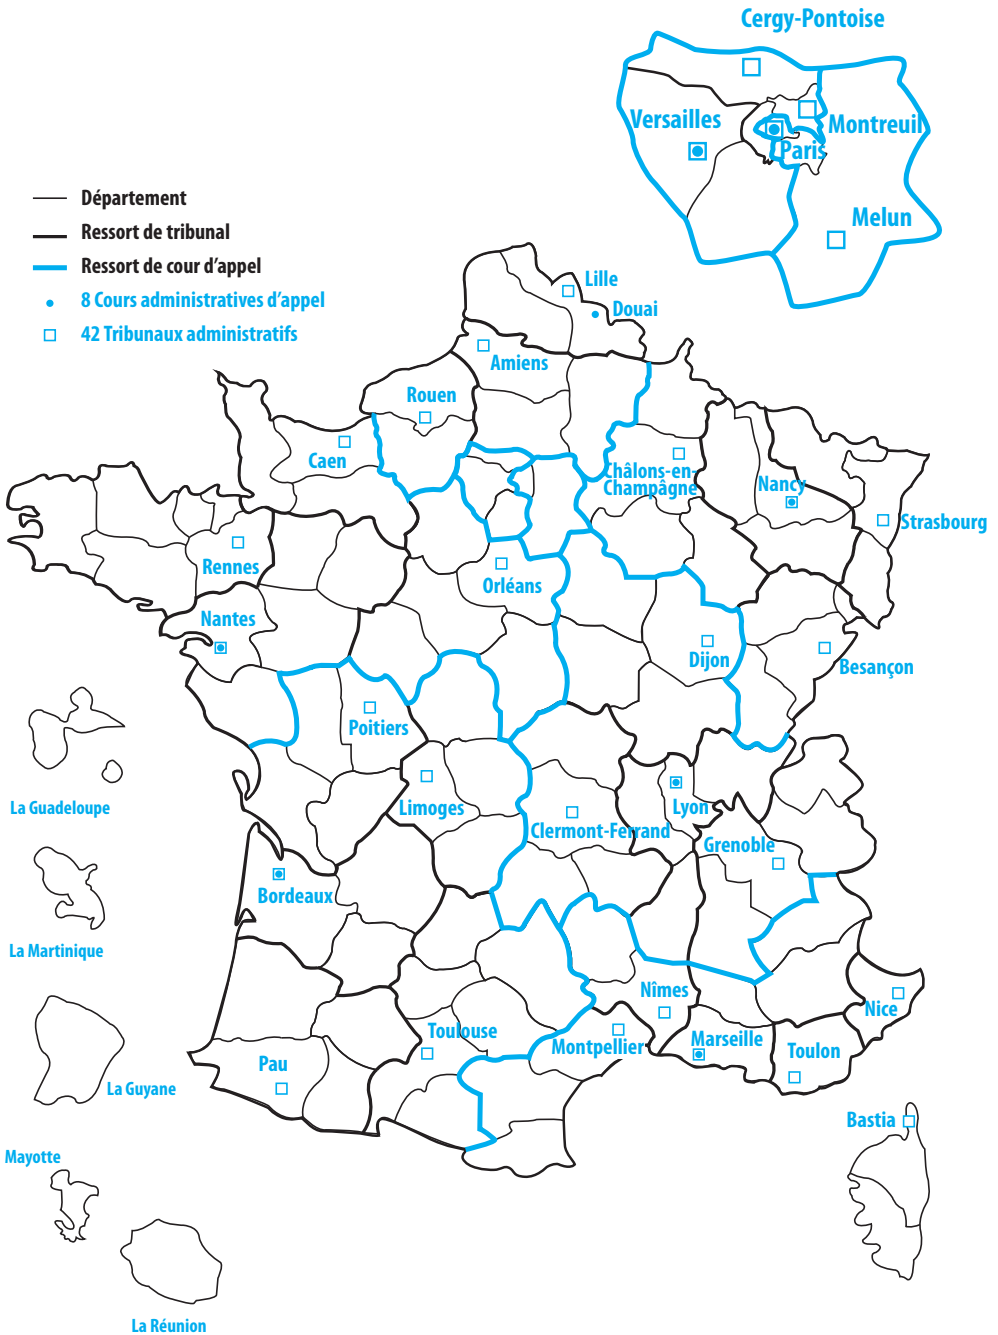 Cergy-Pontoise
Versailles
Montreuil
Paris
Melun
Département
Ressort de tribunal
Ressort de cour d'appel
8 Cours administratives d'appel
42 Tribunaux administratifs
Lille
Douai
Amiens
Rouen
Caen
Châlons-en-
Champâgne
Nancy
Strasbourg
Rennes
Orléans
Nantes
Dijon
Besançon
Poitiers
La Guadeloupe
Limoges
Clermont-Ferrand
Lyon
Grenoble
Bordeaux
La Martinique
Nîmes
Nice
Toulouse
Montpellier
Marseille
Toulon
Pau
La Guyane
Bastia
Mayotte
La Réunion